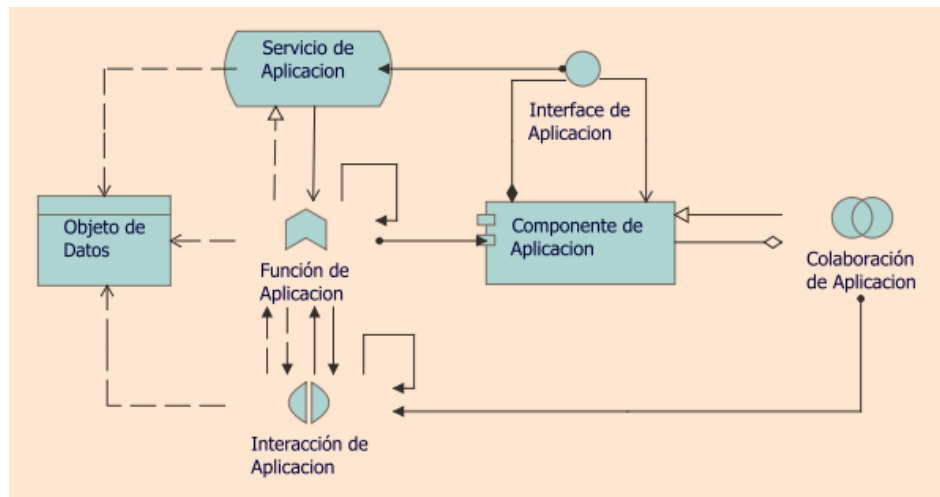 Servicio de
Aplicacion
Interface de
Aplicacion
Objeto de
Datos
Componente de
Aplicacion
Función de
Aplicacion
Colaboración
de Aplicacion
Interacción de
Aplicacion